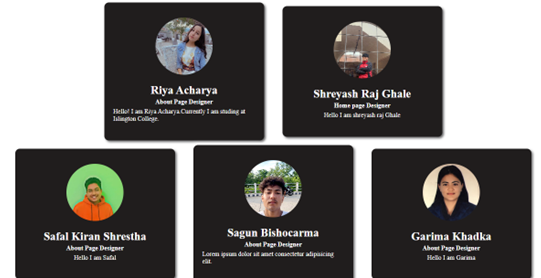 Riya Acharya
About Page Designer
Hello! I am Riya Acharya.Currently I am studing at
Islington College.
Shreyash Raj Ghale
Home page Designer
Hello I am shreyash raj Ghale
Safal Kiran Shrestha
About Page Designer
Hello I am Safal
Sagun Bishocarma
About Page Designer
Lorem ipsum dolor sit amet consectetur adipisicing
elit.
Garima Khadka
About Page Designer
Hello I am Garima